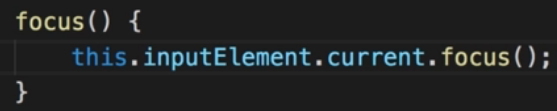 focus() {
    this.inputElement.current.focus();
}